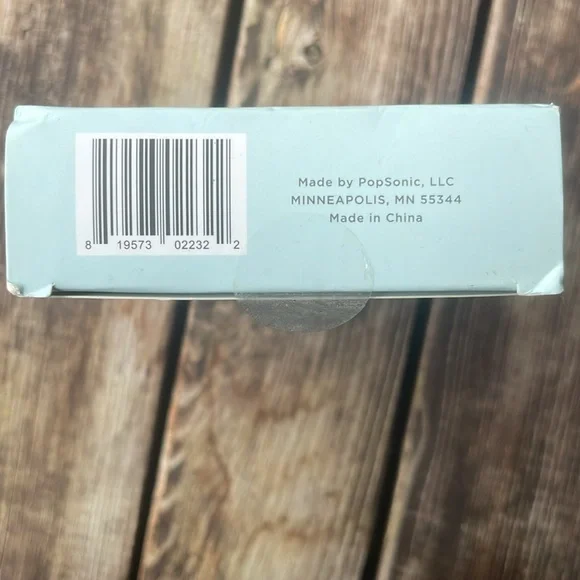 8 19573 02232 2
Made by PopSonic, LLC
MINNEAPOLIS, MN 55344
Made in China